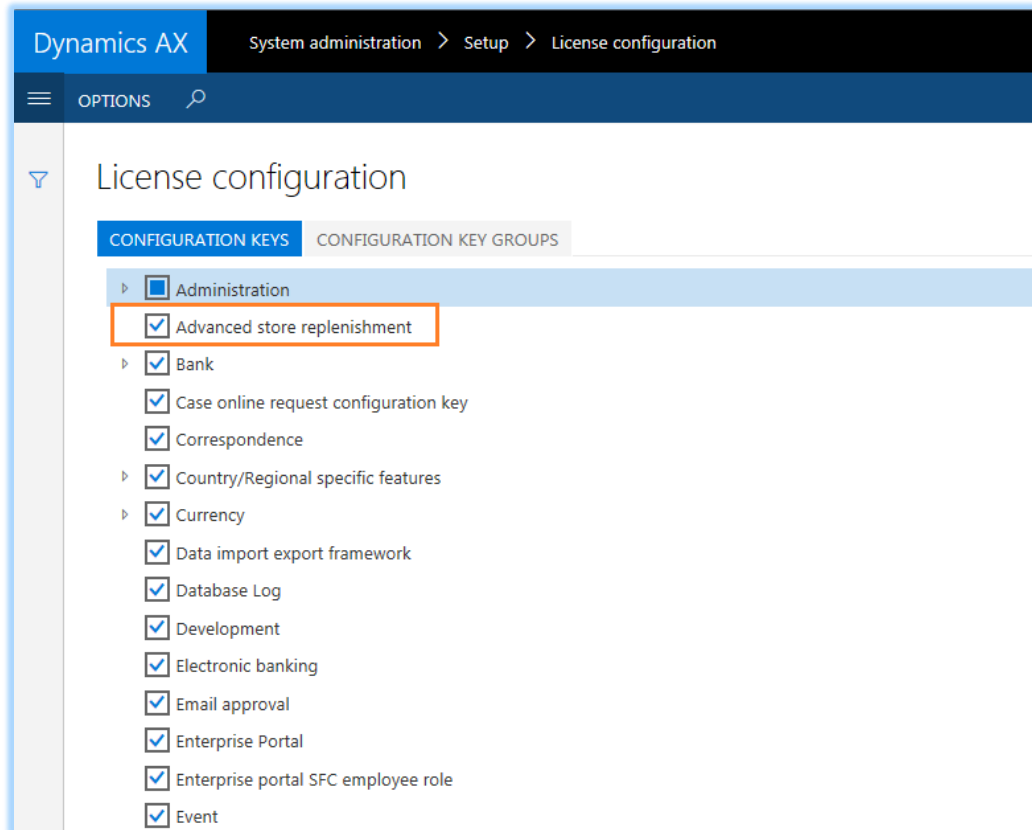 Dynamics AX System administration > Setup > License configuration
OPTIONS
License configuration
CONFIGURATION KEYS CONFIGURATION KEY GROUPS
Administration
Advanced store replenishment
Bank
Case online request configuration key
Correspondence
Country/Regional specific features
Currency
Data import export framework
Database Log
Development
Electronic banking
Email approval
Enterprise Portal
Enterprise portal SFC employee role
Event